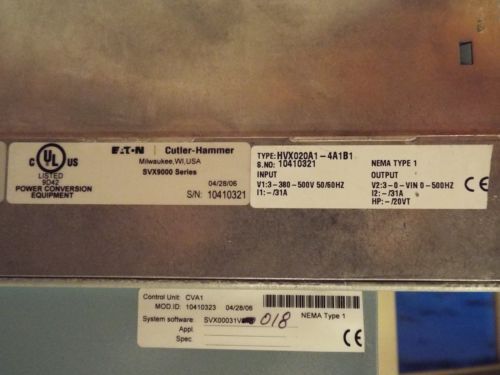 C UL US
LISTED
9D42
POWER CONVERSION
EQUIPMENT
EATON Cutler-Hammer
Milwaukee,WI,USA
SVX9000 Series
04/28/06
S/N: 10410321
TYPE: HVX020A1-4A1B1
S.NO: 10410321 NEMA TYPE 1
INPUT OUTPUT
V1:3~380-500V 50/60HZ V2:3~0-VIN 0-500HZ
I1:-/31A I2:-/31A
HP:-/20VT
CE
Control Unit: CVA1
MOD.ID: 10410323 04/28/06
System software: SVX00031V 018 NEMA Type 1
Appl.
Spec.
CE